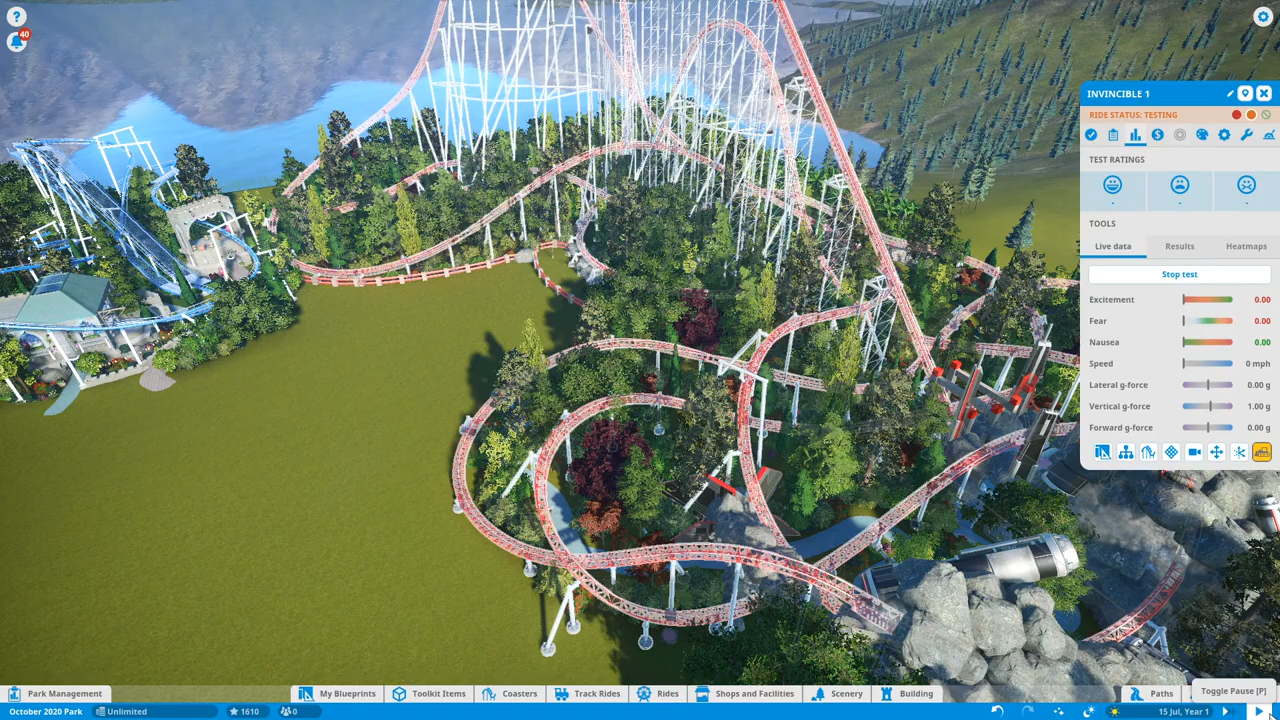 ?
40
INVINCIBLE 1
RIDE STATUS: TESTING
TEST RATINGS
- - -
TOOLS
Live data Results Heatmaps
Stop test
Excitement 0.00
Fear 0.00
Nausea 0.00
Speed 0 mph
Lateral g-force 0.00 g
Vertical g-force 1.00 g
Forward g-force 0.00 g
Park Management My Blueprints Toolkit Items Coasters Track Rides Rides Shops and Facilities Scenery Building Paths Toggle Pause [P]
October 2020 Park Unlimited 1610 0 15 Jul, Year 1